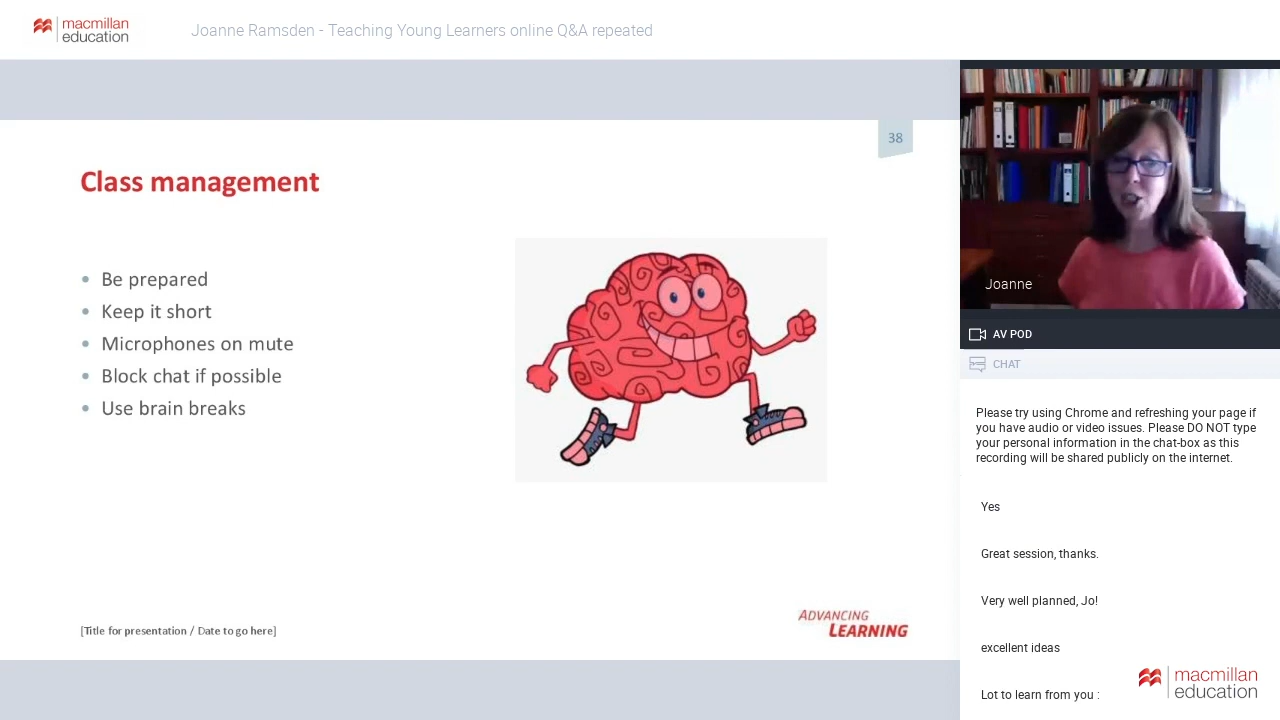 macmillan
education
Joanne Ramsden - Teaching Young Learners online Q&A repeated
38
Class management
• Be prepared
• Keep it short
• Microphones on mute
• Block chat if possible
• Use brain breaks
[Title for presentation / Date to go here]
ADVANCING
LEARNING
Joanne
AV POD
CHAT
Please try using Chrome and refreshing your page if
you have audio or video issues. Please DO NOT type
your personal information in the chat-box as this
recording will be shared publicly on the internet.
Yes
Great session, thanks.
Very well planned, Jo!
excellent ideas
Lot to learn from you :
macmillan
education